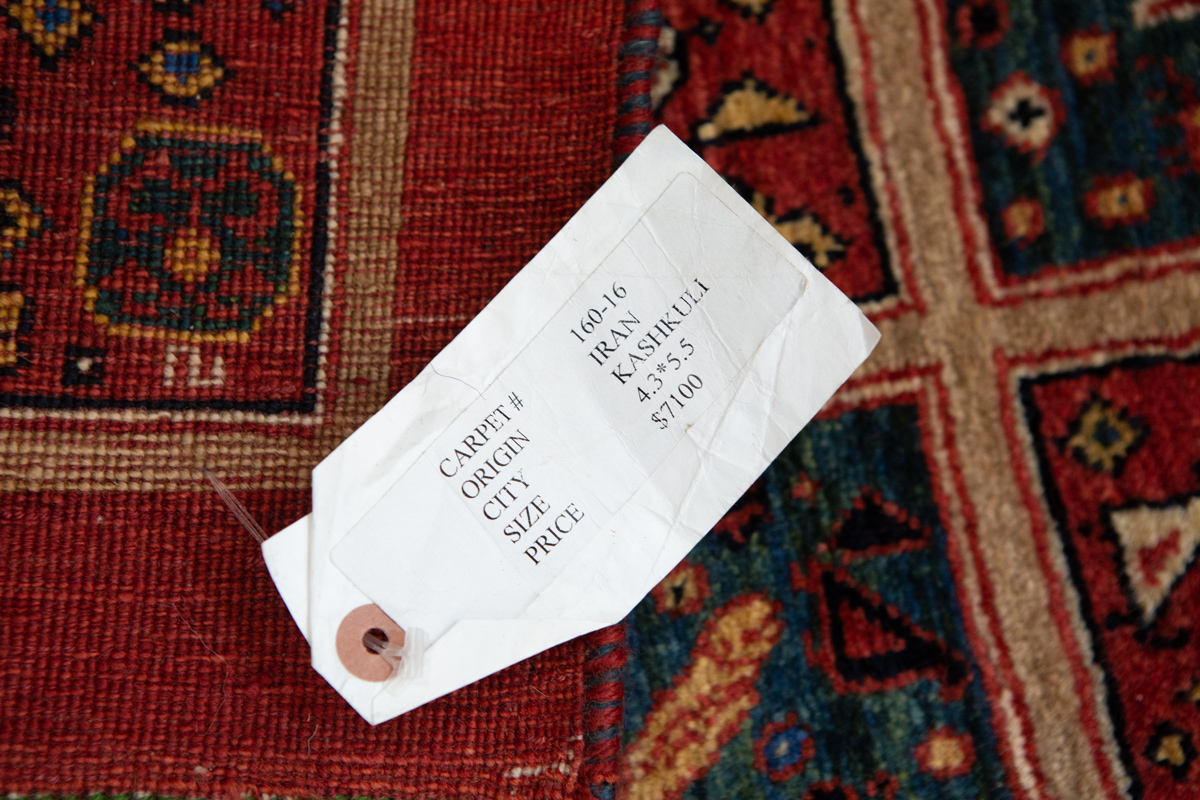 CARPET # 160-16
ORIGIN IRAN
CITY KASHKULI
SIZE 4.3*5.5
PRICE $7100